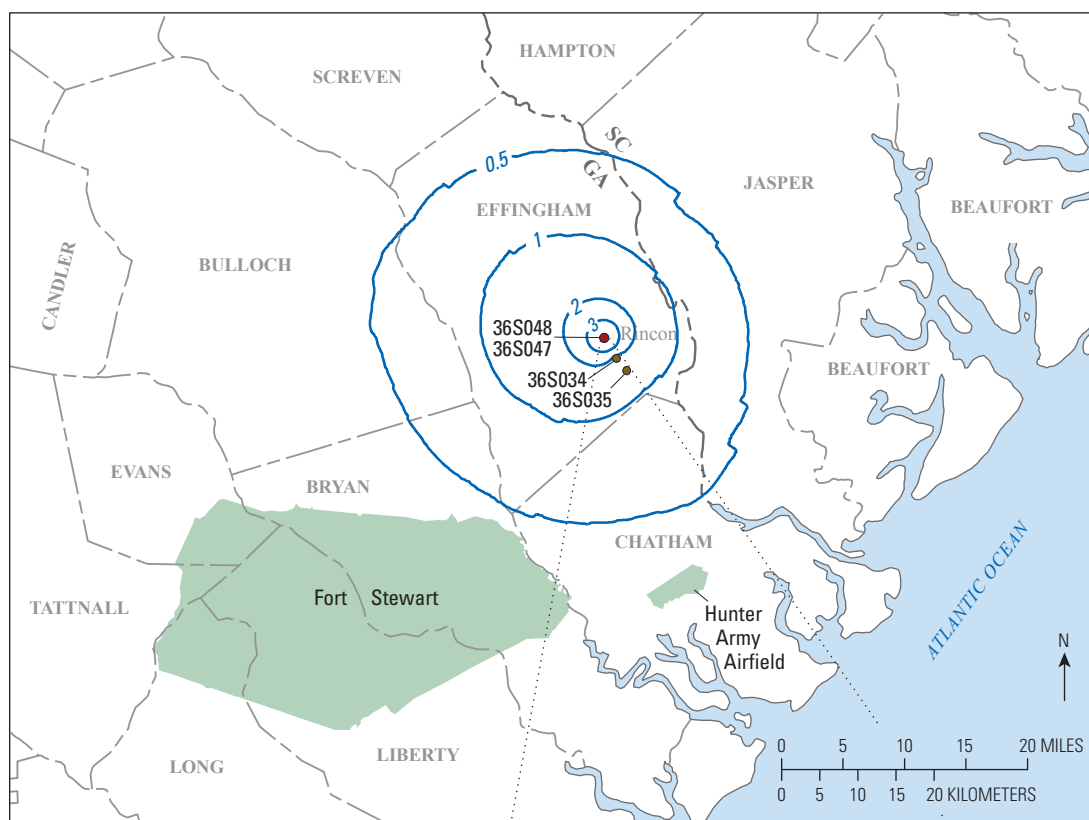 HAMPTON
SCREVEN
SC
GA
0.5
JASPER
EFFINGHAM
BEAUFORT
CANDLER
BULLOCH
1
2
3
36S048
36S047
Rincon
36S034
36S035
BEAUFORT
EVANS
BRYAN
CHATHAM
ATLANTIC OCEAN
TATTNALL
Fort Stewart
Hunter
Army
Airfield
N
LONG
LIBERTY
0 5 10 15 20 MILES
0 5 10 15 20 KILOMETERS